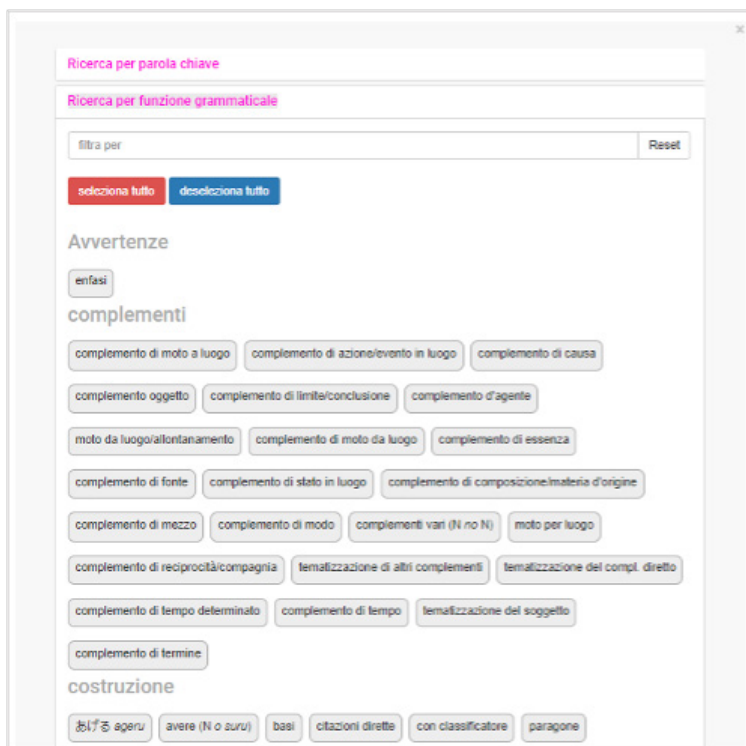 Ricerca per parola chiave
Ricerca per funzione grammaticale
filtra per Reset
seleziona tutto deseleziona tutto
Avvertenze
enfasi
complementi
complemento di moto a luogo complemento di azione/evento in luogo complemento di causa
complemento oggetto complemento di limite/conclusione complemento d'agente
moto da luogo/allontanamento complemento di moto da luogo complemento di essenza
complemento di fonte complemento di stato in luogo complemento di composizione/materia d'origine
complemento di mezzo complemento di modo complementi vari (N no N) moto per luogo
complemento di reciprocità/compagnia tematizzazione di altri complementi tematizzazione del compl. diretto
complemento di tempo determinato complemento di tempo tematizzazione del soggetto
complemento di termine
costruzione
あげる ageru avere (N o suru) basi citazioni dirette con classificatore paragone